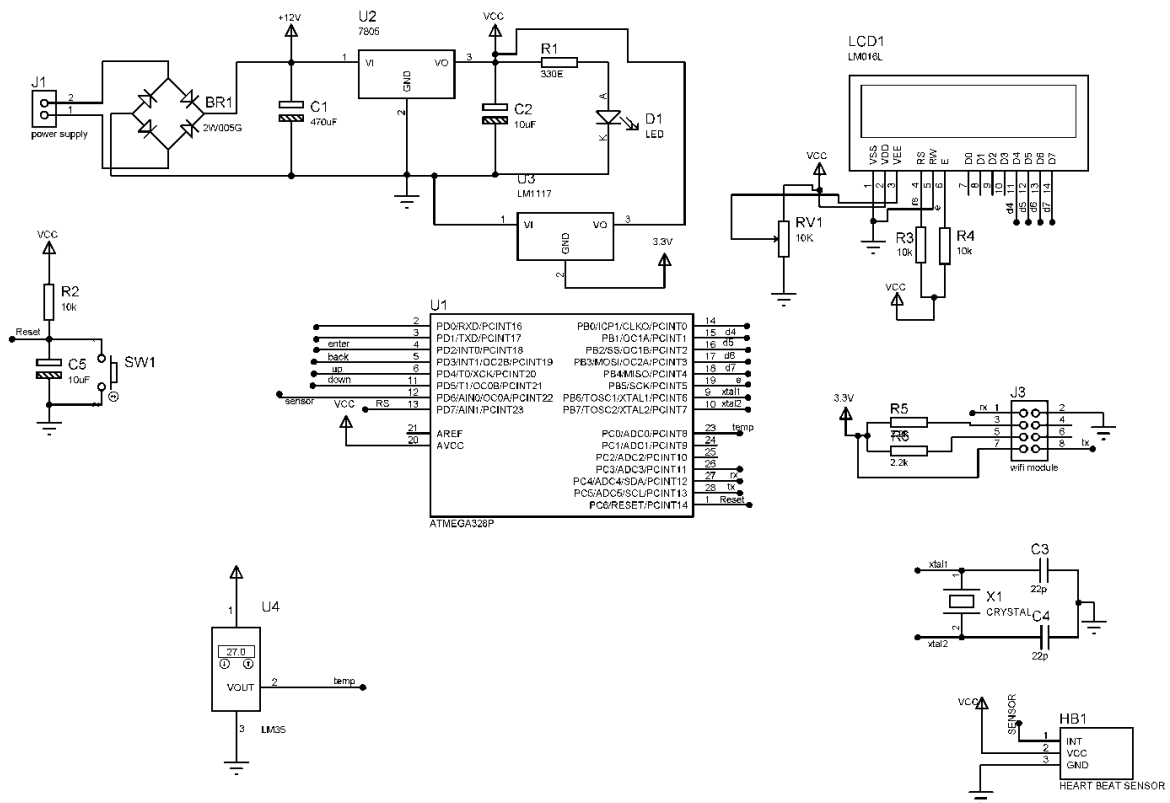 +12V
U2
7805
VCC
1
VI
VO
3
GND
2
R1
330E
J1
2
1
power supply
BR1
2W005G
C1
470uF
C2
10uF
A
K
D1
LED
U3
LM1117
1
VI
VO
3
GND
2
3.3V
LCD1
LM016L
VSS
VDD
VEE
RS
RW
E
D0
D1
D2
D3
D4
D5
D6
D7
1
2
3
4
5
6
7
8
9
10
11
12
13
14
rs
e
d4
d5
d6
d7
VCC
RV1
10K
R3
10k
R4
10k
VCC
VCC
R2
10k
Reset
C5
10uF
SW1
U1
2 PD0/RXD/PCINT16
3 PD1/TXD/PCINT17
enter 4 PD2/INT0/PCINT18
back 5 PD3/INT1/OC2B/PCINT19
up 6 PD4/T0/XCK/PCINT20
down 11 PD5/T1/OC0B/PCINT21
sensor 12 PD6/AIN0/OC0A/PCINT22
RS 13 PD7/AIN1/PCINT23
VCC
21 AREF
20 AVCC
PB0/ICP1/CLKO/PCINT0 14
PB1/OC1A/PCINT1 15 d4
PB2/SS/OC1B/PCINT2 16 d5
PB3/MOSI/OC2A/PCINT3 17 d6
PB4/MISO/PCINT4 18 d7
PB5/SCK/PCINT5 19 e
PB6/TOSC1/XTAL1/PCINT6 9 xtal1
PB7/TOSC2/XTAL2/PCINT7 10 xtal2
PC0/ADC0/PCINT8 23 temp
PC1/ADC1/PCINT9 24
PC2/ADC2/PCINT10 25
PC3/ADC3/PCINT11 26
PC4/ADC4/SDA/PCINT12 27 rx
PC5/ADC5/SCL/PCINT13 28 tx
PC6/RESET/PCINT14 1 Reset
ATMEGA328P
3.3V
R5
R6
2.2k
J3
rx 1
3
5
7
2
4
6
8 tx
wifi module
U4
1
27.0
VOUT
2
temp
3
LM35
xtal1
1
X1
CRYSTAL
2
xtal2
C3
22p
C4
22p
VCC
SENSOR
HB1
1 INT
2 VCC
3 GND
HEART BEAT SENSOR